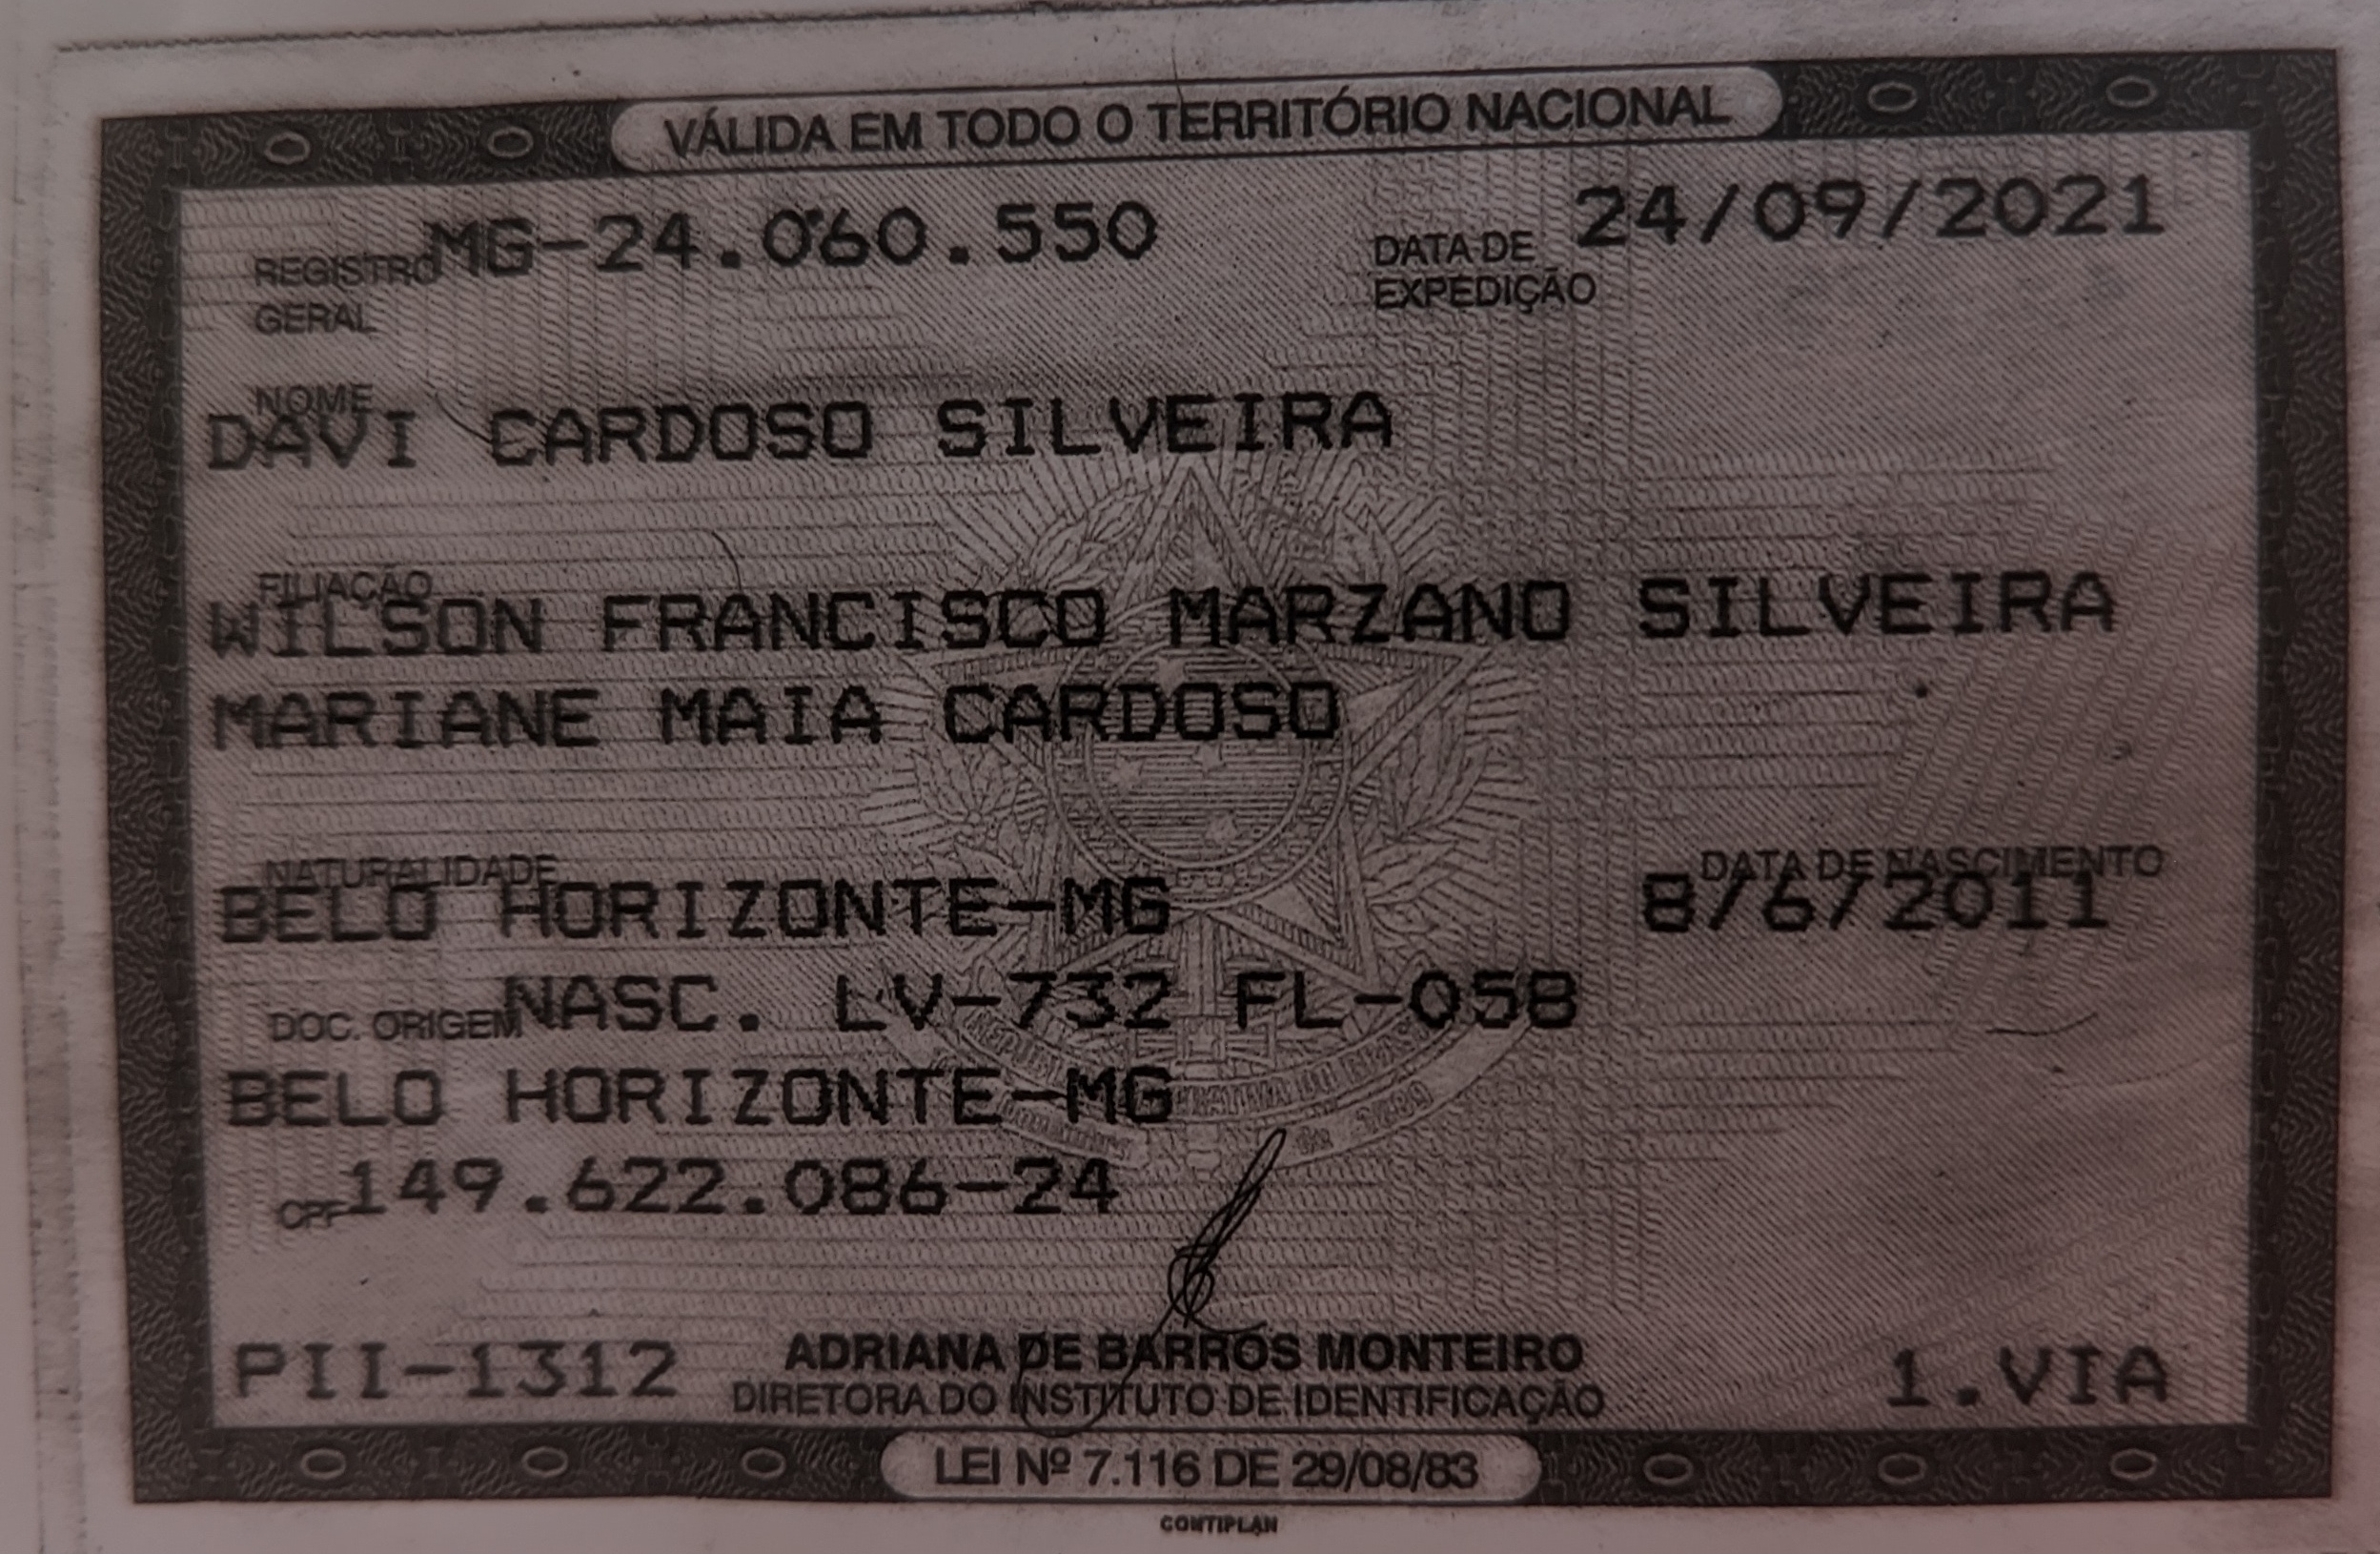 VÁLIDA EM TODO O TERRITÓRIO NACIONAL
REGISTRO GERAL MG-24.060.550
DATA DE EXPEDIÇÃO 24/09/2021
NOME
DAVI CARDOSO SILVEIRA
FILIAÇÃO
WILSON FRANCISCO MARZANO SILVEIRA
MARIANE MAIA CARDOSO
NATURALIDADE
BELO HORIZONTE-MG
DATA DE NASCIMENTO
8/6/2011
DOC. ORIGEM NASC. LV-732 FL-058
BELO HORIZONTE-MG
CPF 149.622.086-24
PII-1312
ADRIANA DE BARROS MONTEIRO
DIRETORA DO INSTITUTO DE IDENTIFICAÇÃO
1.VIA
LEI Nº 7.116 DE 29/08/83
CONTIPLAN